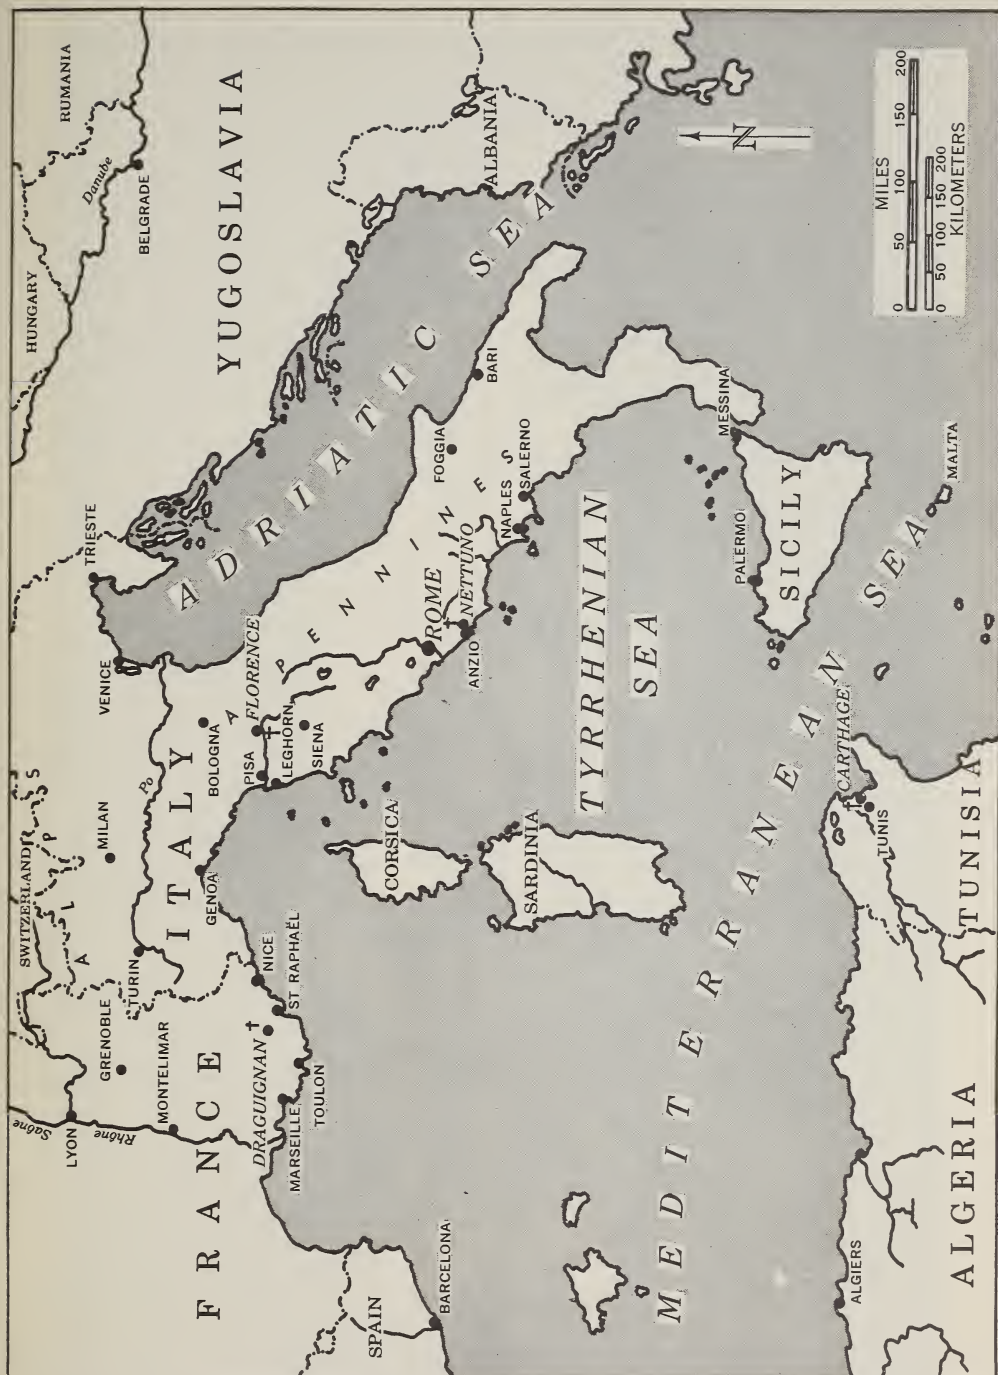 SWITZERLAND
HUNGARY
RUMANIA
ALPS
Saône
LYON
Rhône
GRENOBLE
TURIN
MILAN
VENICE
TRIESTE
Danube
BELGRADE
MONTELIMAR
Po
FRANCE
ITALY
YUGOSLAVIA
GENOA
BOLOGNA
PISA
FLORENCE
LEGHORN
SIENA
DRAGUIGNAN
NICE
ST RAPHAËL
MARSEILLE
TOULON
ADRIATIC SEA
APENNINES
SPAIN
BARCELONA
CORSICA
ROME
NETTUNO
ANZIO
FOGGIA
NAPLES
SALERNO
BARI
ALBANIA
SARDINIA
TYRRHENIAN
SEA
MEDITERRANEAN SEA
PALERMO
MESSINA
SICILY
MALTA
CARTHAGE
TUNIS
TUNISIA
ALGIERS
ALGERIA
N
MILES
0 50 100 150 200
0 50 100 150 200
KILOMETERS